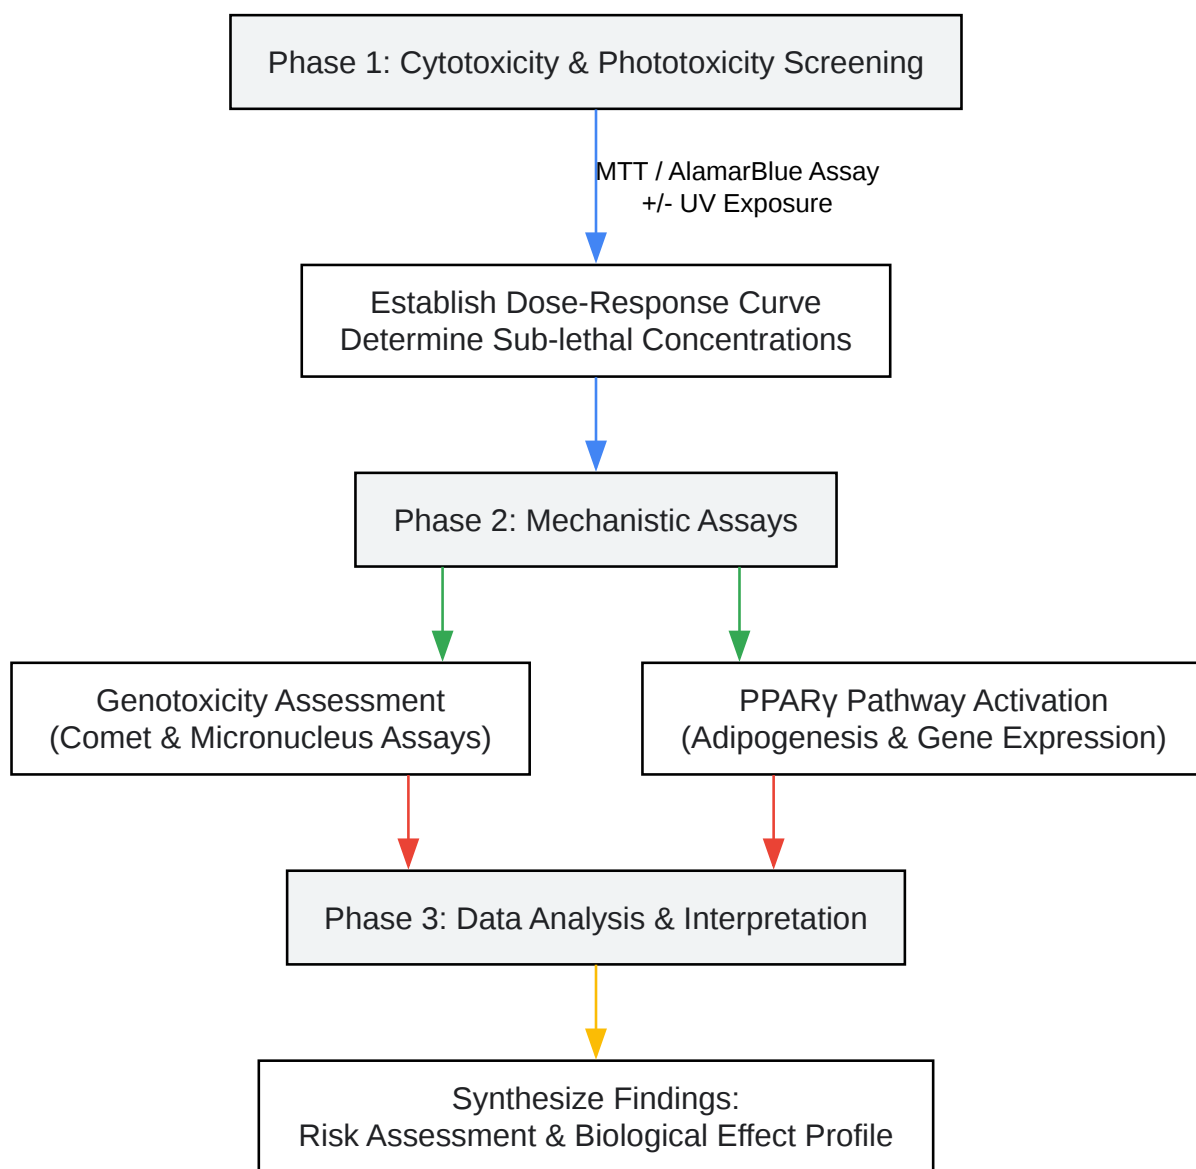 Phase 1: Cytotoxicity & Phototoxicity Screening
MTT / AlamarBlue Assay
+/- UV Exposure
Establish Dose-Response Curve
Determine Sub-lethal Concentrations
Phase 2: Mechanistic Assays
Genotoxicity Assessment
(Comet & Micronucleus Assays)
PPARγ Pathway Activation
(Adipogenesis & Gene Expression)
Phase 3: Data Analysis & Interpretation
Synthesize Findings:
Risk Assessment & Biological Effect Profile